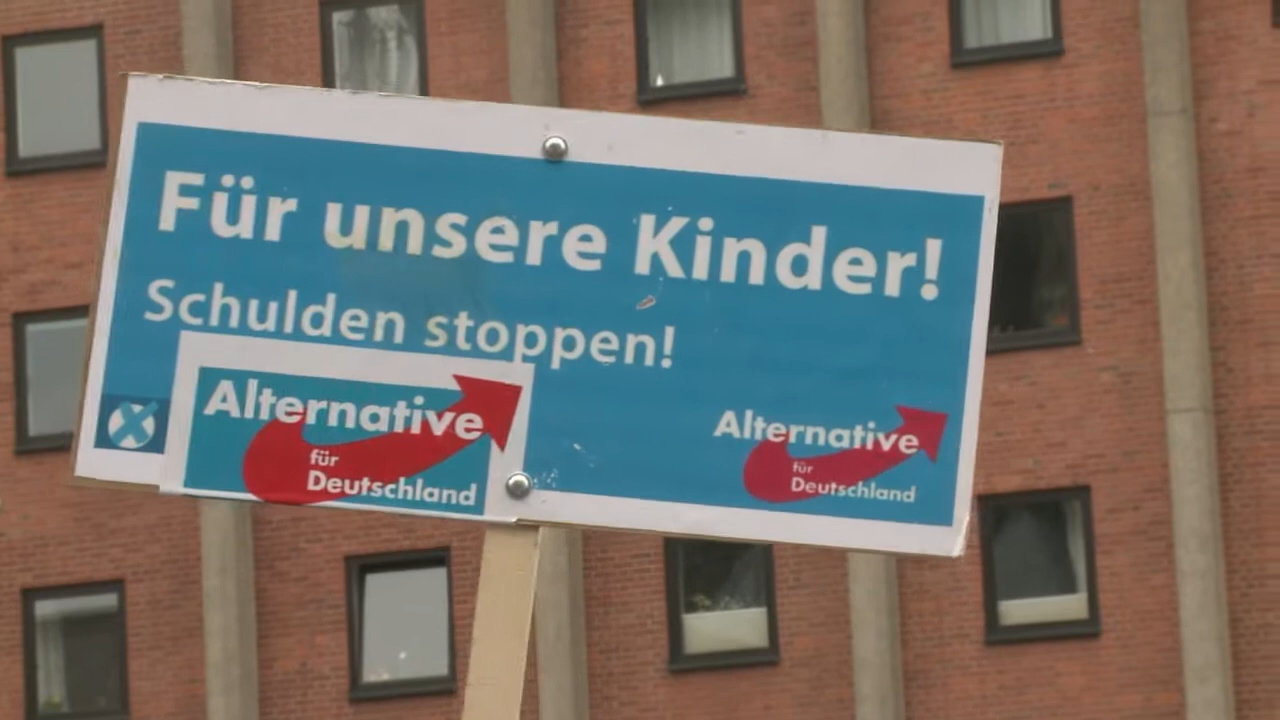 Für unsere Kinder!
Schulden stoppen!
Alternative
für
Deutschland
Alternative
für
Deutschland